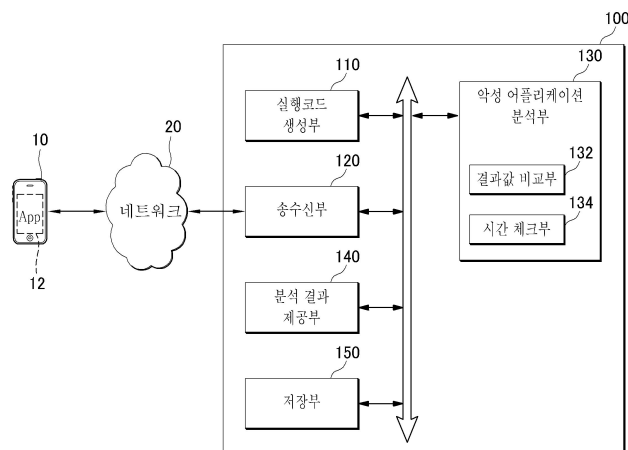 100
110
실행코드
생성부
130
악성 어플리케이션
분석부
132
결과값 비교부
134
시간 체크부
10
App
12
20
네트워크
120
송수신부
140
분석 결과
제공부
150
저장부